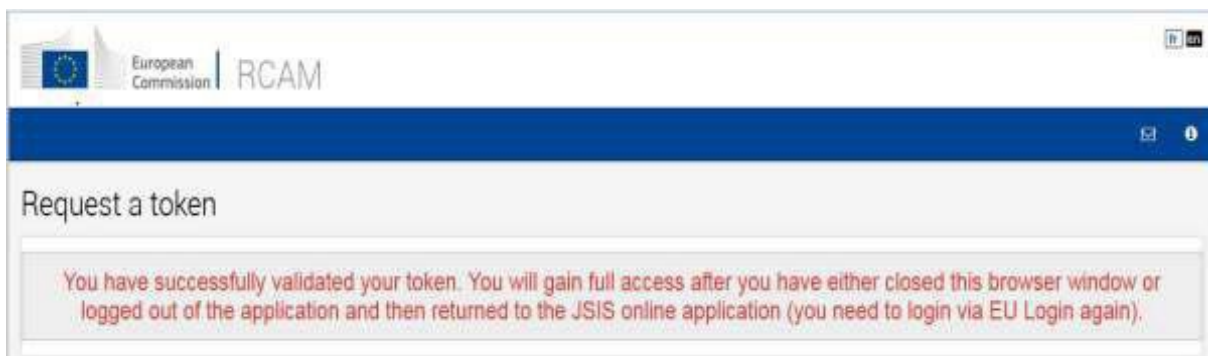 European
Commission
RCAM
fr en
Request a token
You have successfully validated your token. You will gain full access after you have either closed this browser window or
logged out of the application and then returned to the JSIS online application (you need to login via EU Login again).